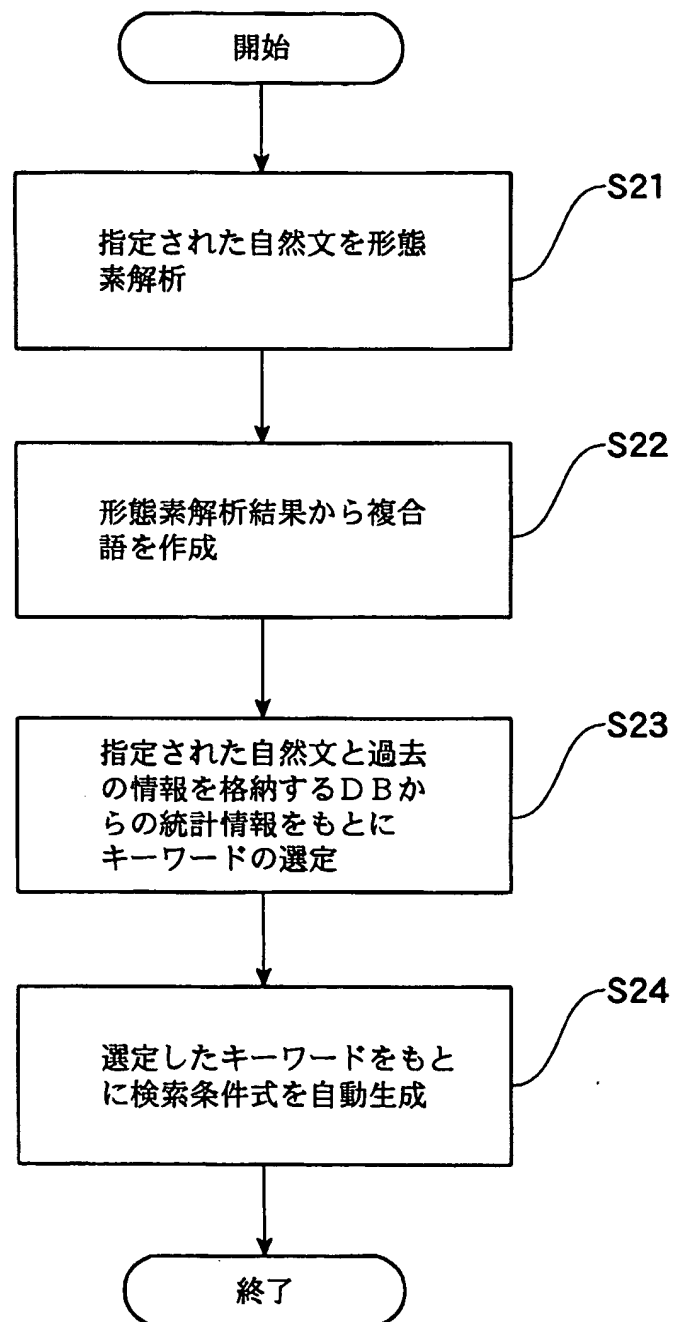 開始
S21
指定された自然文を形態
素解析
S22
形態素解析結果から複合
語を作成
S23
指定された自然文と過去
の情報を格納するＤＢか
らの統計情報をもとに
キーワードの選定
S24
選定したキーワードをもと
に検索条件式を自動生成
終了